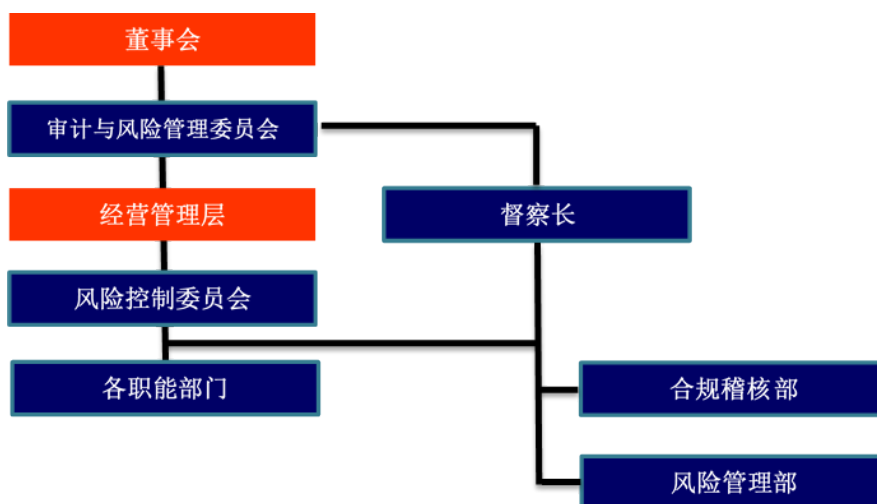 董事会
审计与风险管理委员会
经营管理层
督察长
风险控制委员会
各职能部门
合规稽核部
风险管理部